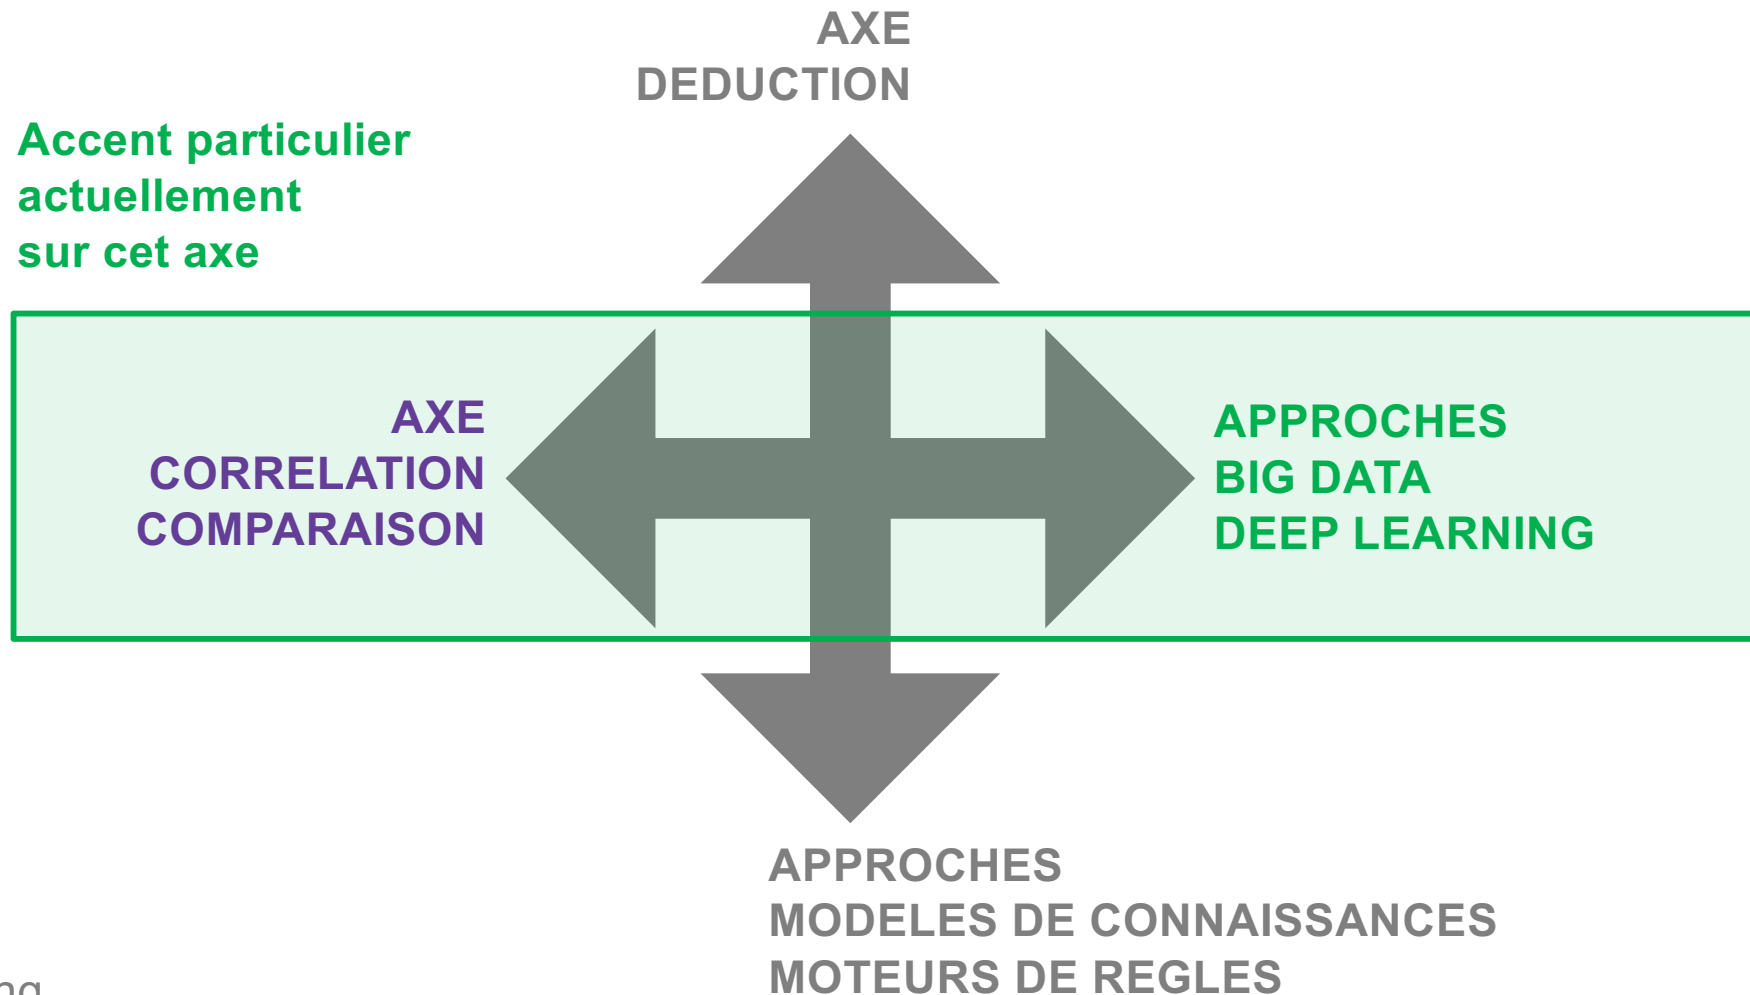 AXE
DEDUCTION
Accent particulier
actuellement
sur cet axe
AXE
CORRELATION
COMPARAISON
APPROCHES
BIG DATA
DEEP LEARNING
APPROCHES
MODELES DE CONNAISSANCES
MOTEURS DE REGLES